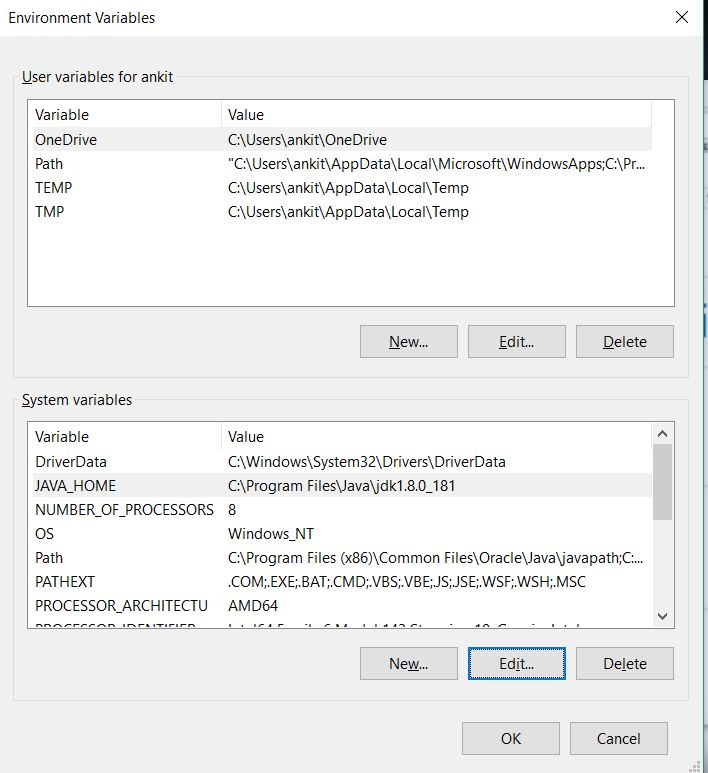 Environment Variables
User variables for ankit
Variable Value
OneDrive C:\Users\ankit\OneDrive
Path "C:\Users\ankit\AppData\Local\Microsoft\WindowsApps;C:\Pr...
TEMP C:\Users\ankit\AppData\Local\Temp
TMP C:\Users\ankit\AppData\Local\Temp
New... Edit... Delete
System variables
Variable Value
DriverData C:\Windows\System32\Drivers\DriverData
JAVA_HOME C:\Program Files\Java\jdk1.8.0_181
NUMBER_OF_PROCESSORS 8
OS Windows_NT
Path C:\Program Files (x86)\Common Files\Oracle\Java\javapath;C:...
PATHEXT .COM;.EXE;.BAT;.CMD;.VBS;.VBE;.JS;.JSE;.WSF;.WSH;.MSC
PROCESSOR_ARCHITECTU AMD64
New... Edit... Delete
OK Cancel